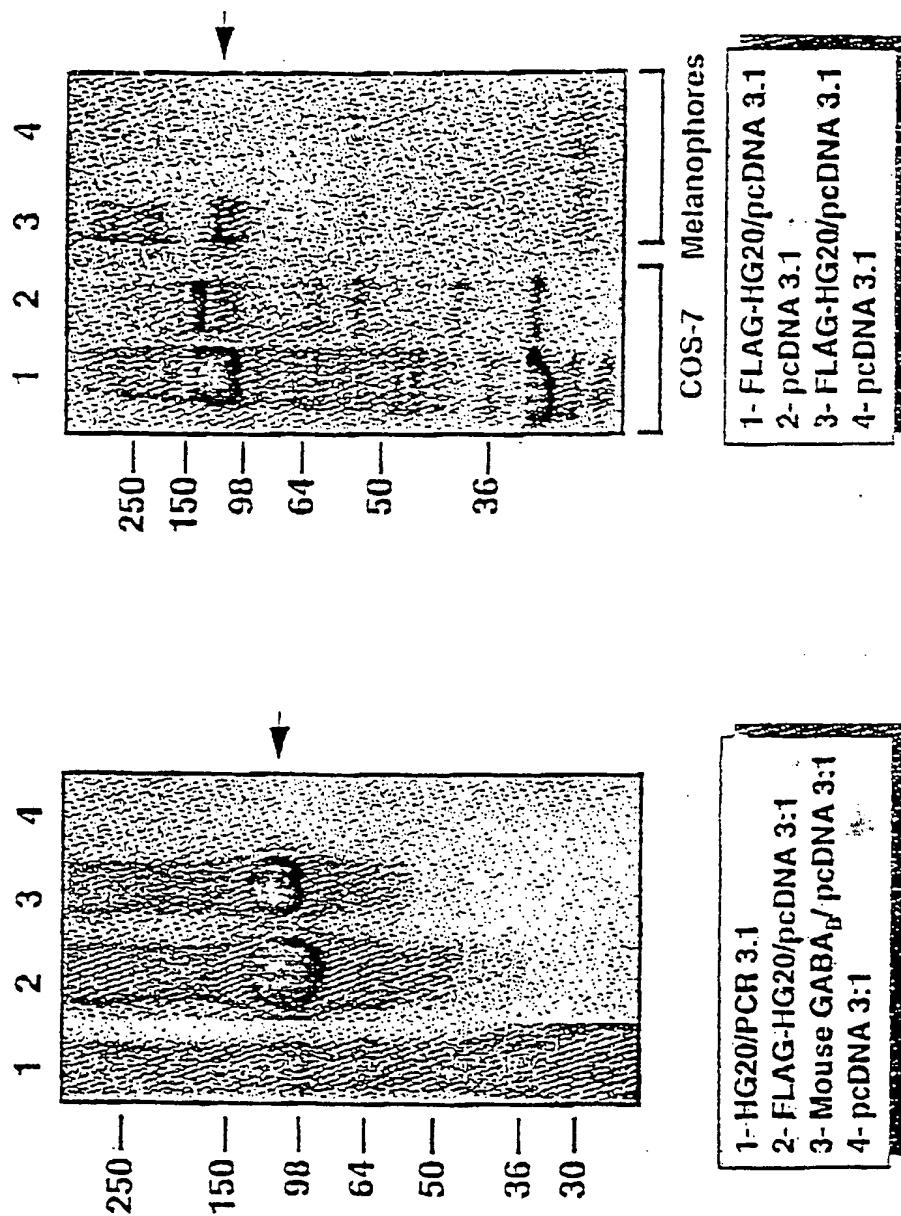 1 2 3 4
250
150
98
64
50
36
30
1- HG20/PCR 3.1
2- FLAG-HG20/pcDNA 3:1
3- Mouse GABA_B/ pcDNA 3:1
4- pcDNA 3:1
1 2 3 4
250
150
98
64
50
36
COS-7 Melanophores
1- FLAG-HG20/pcDNA 3.1
2- pcDNA 3.1
3- FLAG-HG20/pcDNA 3.1
4- pcDNA 3.1